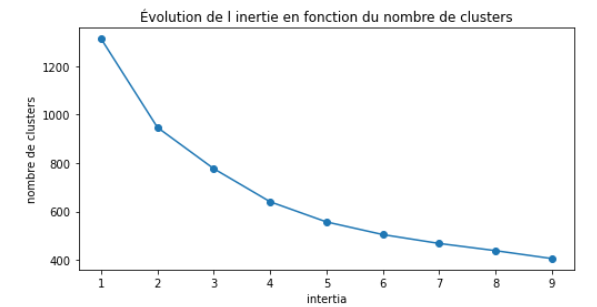 Évolution de l inertie en fonction du nombre de clusters
nombre de clusters
1200
1000
800
600
400
1 2 3 4 5 6 7 8 9
intertia